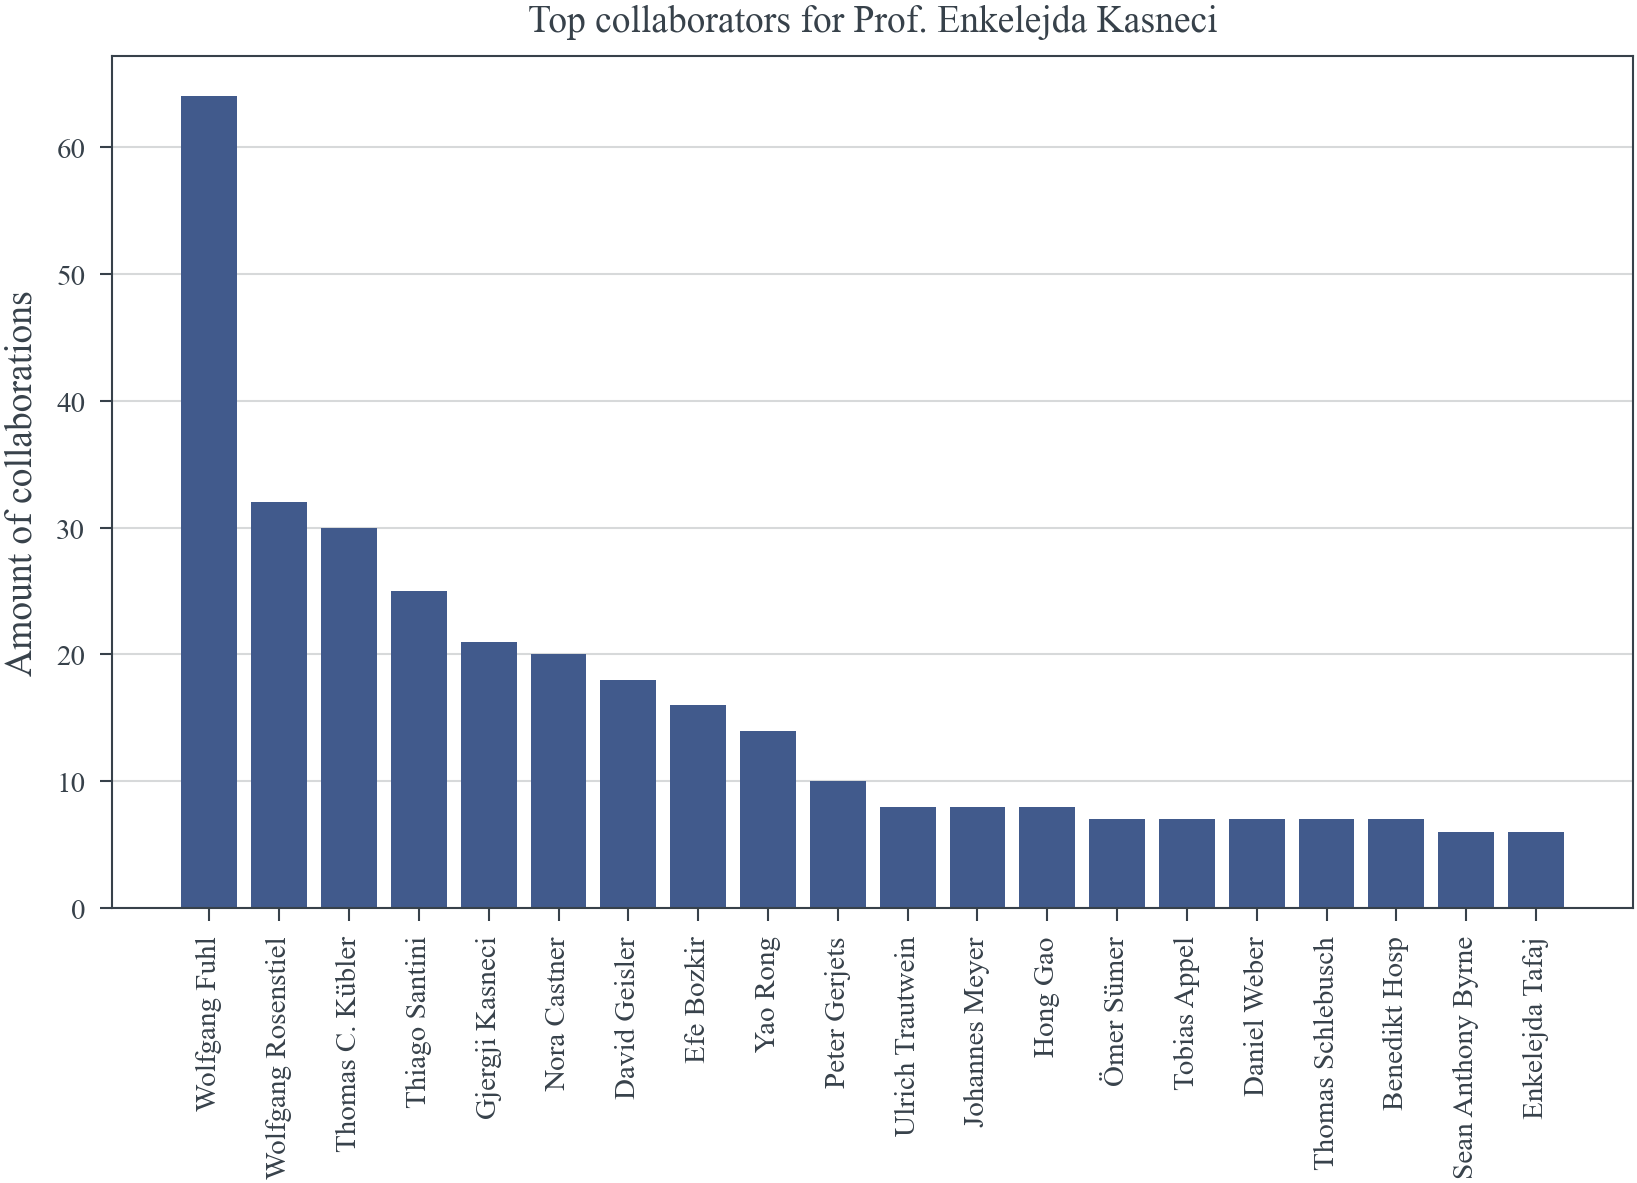 Top collaborators for Prof. Enkelejda Kasneci
Amount of collaborations
60
50
40
30
20
10
0
Wolfgang Fuhl
Wolfgang Rosenstiel
Thomas C. Kübler
Thiago Santini
Gjergji Kasneci
Nora Castner
David Geisler
Efe Bozkir
Yao Rong
Peter Gerjets
Ulrich Trautwein
Johannes Meyer
Hong Gao
Ömer Sümer
Tobias Appel
Daniel Weber
Thomas Schlebusch
Benedikt Hosp
Sean Anthony Byrne
Enkelejda Tafaj